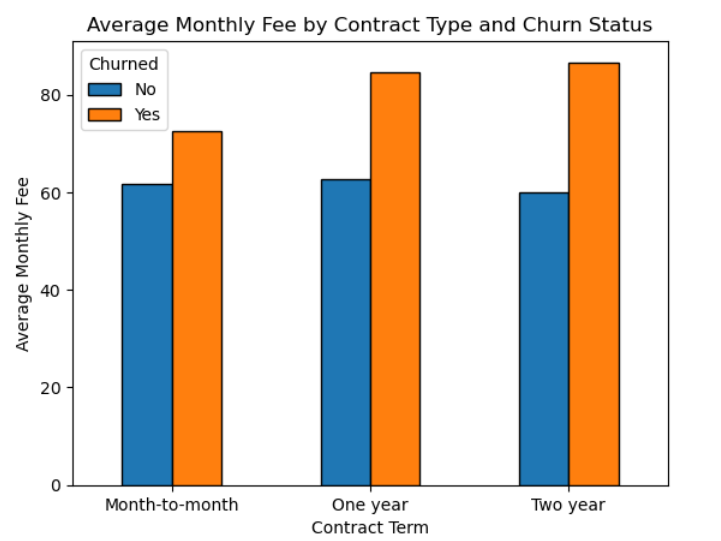 Average Monthly Fee by Contract Type and Churn Status
Churned
No
Yes
Average Monthly Fee
80
60
40
20
0
Month-to-month
One year
Two year
Contract Term